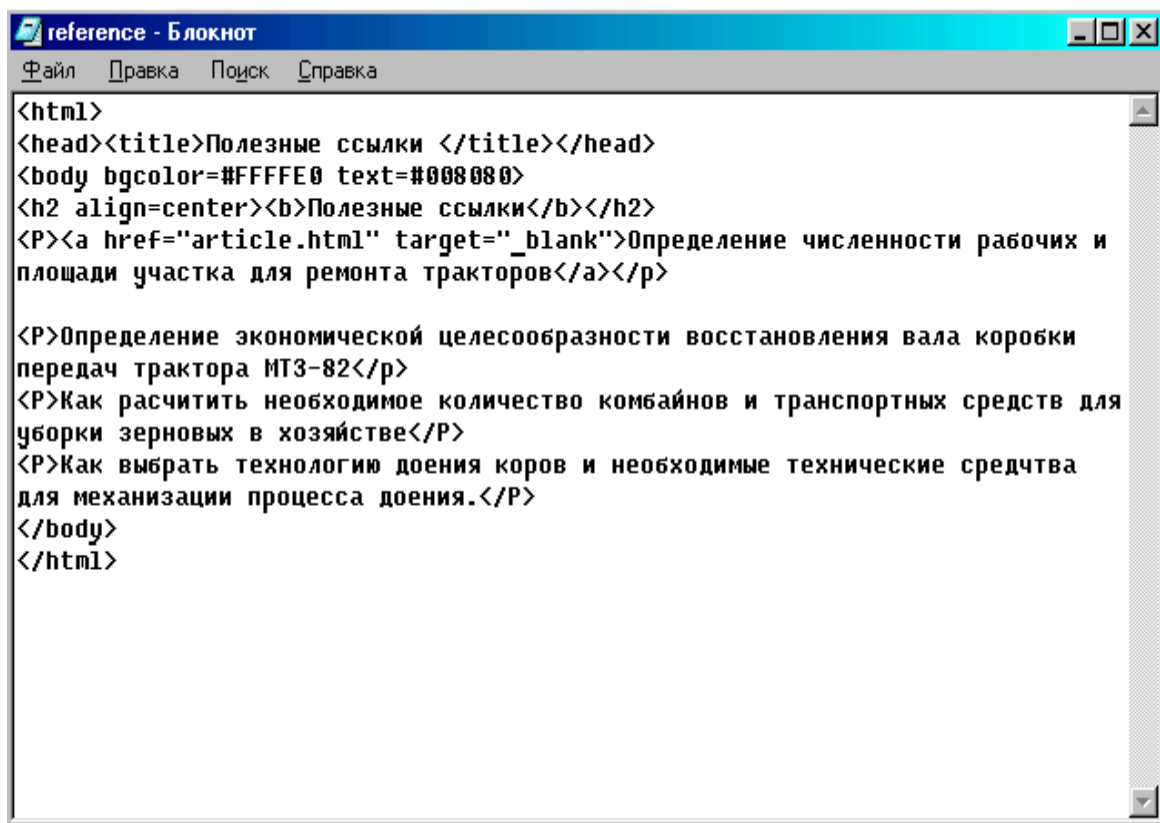 reference - Блокнот
Файл Правка Поиск Справка
<html>
<head><title>Полезные ссылки </title></head>
<body bgcolor=#FFFFE0 text=#008080>
<h2 align=center><b>Полезные ссылки</b></h2>
<P><a href="article.html" target="_blank">Определение численности рабочих и
площади участка для ремонта тракторов</a></p>
<P>Определение экономической целесообразности восстановления вала коробки
передач трактора МТЗ-82</p>
<P>Как расчитить необходимое количество комбайнов и транспортных средств для
уборки зерновых в хозяйстве</P>
<P>Как выбрать технологию доения коров и необходимые технические средчтва
для механизации процесса доения.</P>
</body>
</html>